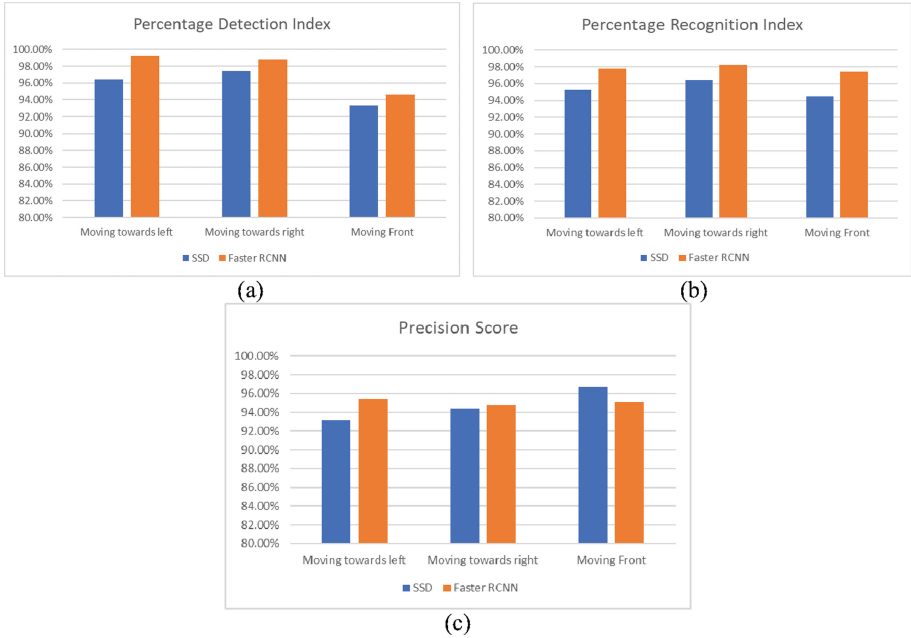 Percentage Detection Index
100.00%
98.00%
96.00%
94.00%
92.00%
90.00%
88.00%
86.00%
84.00%
82.00%
80.00%
Moving towards left Moving towards right Moving Front
SSD Faster RCNN
(a)
Percentage Recognition Index
100.00%
98.00%
96.00%
94.00%
92.00%
90.00%
88.00%
86.00%
84.00%
82.00%
80.00%
Moving towards left Moving towards right Moving Front
SSD Faster RCNN
(b)
Precision Score
100.00%
98.00%
96.00%
94.00%
92.00%
90.00%
88.00%
86.00%
84.00%
82.00%
80.00%
Moving towards left Moving towards right Moving Front
SSD Faster RCNN
(c)